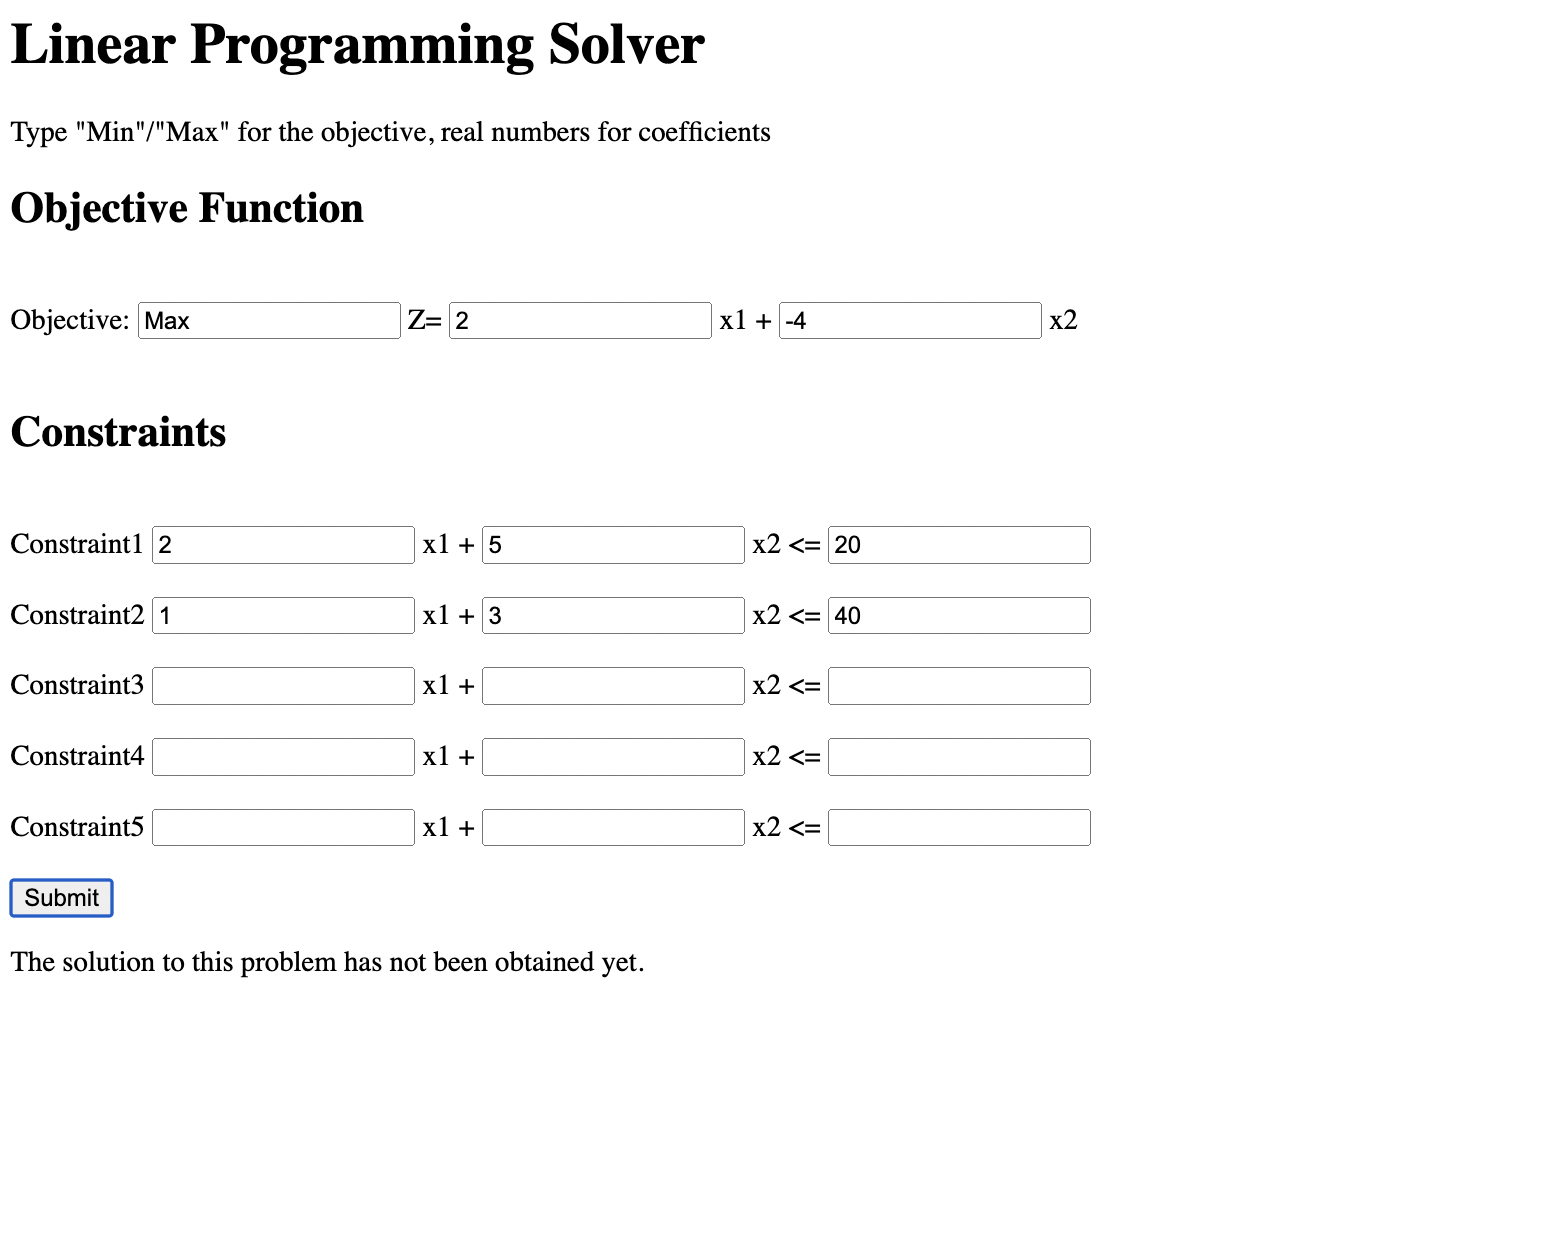 Linear Programming Solver
Type "Min"/"Max" for the objective, real numbers for coefficients
Objective Function
Objective: Max Z= 2 x1 + -4 x2
Constraints
Constraint1 2 x1 + 5 x2 <= 20
Constraint2 1 x1 + 3 x2 <= 40
Constraint3 x1 + x2 <=
Constraint4 x1 + x2 <=
Constraint5 x1 + x2 <=
Submit
The solution to this problem has not been obtained yet.